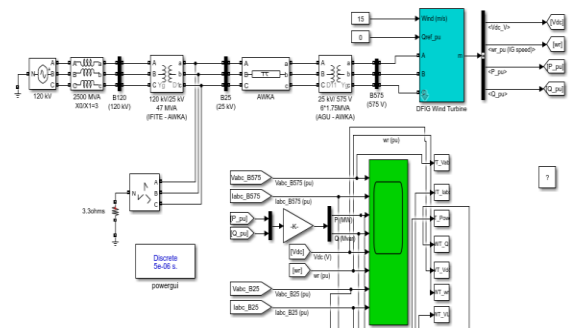 15
Wind (m/s)
0
Qref_pu
<Vdc_V>
[Vdc]
<wr_pu (IG speed)>
[wr]
<P_pu>
[P_pu]
<Q_pu>
[Q_pu]
m
A
B
C
DFIG Wind Turbine
N
A
B
C
120 kV
2500 MVA
X0/X1=3
B120
(120 kV)
120 kV/25 kV
47 MVA
(IFITE - AWKA)
B25
(25 kV)
AWKA
25 kV/ 575 V
6*1.75MVA
(AGU - AWKA)
B575
(575 V)
wr (pu)
Vabc_B575
Vabc_B575 (pu)
Iabc_B575
Iabc_B575 (pu)
[P_pu]
[Q_pu]
-K-
P (MW)
Q (Mvar)
[Vdc]
Vdc (V)
[wr]
wr (pu)
Vabc_B25
Vabc_B25 (pu)
Iabc_B25
Iabc_B25 (pu)
N
A
B
C
3.3ohms
Discrete
5e-06 s.
powergui
?